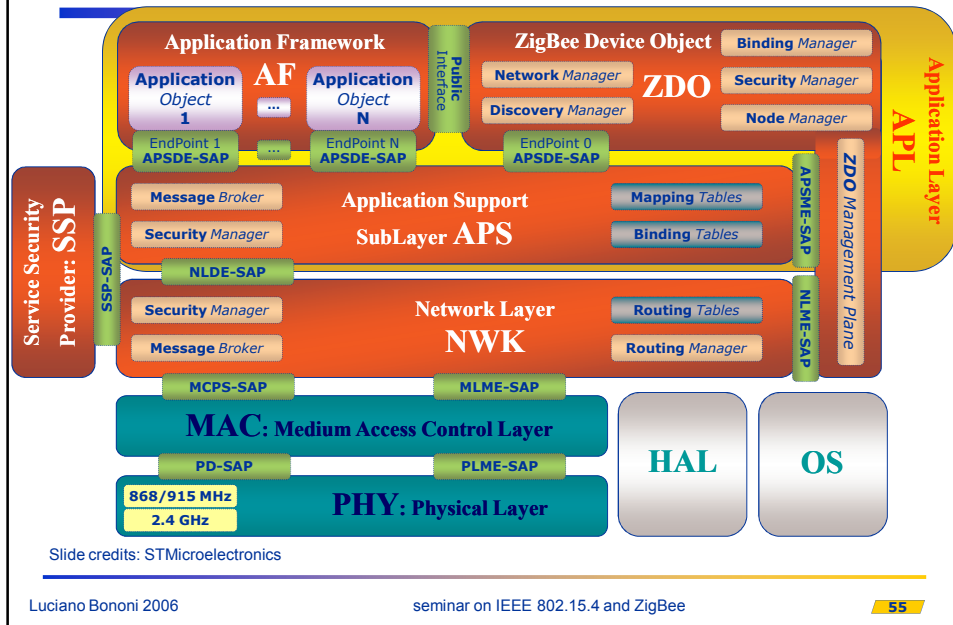 Application Framework
AF
Application
Object
1
...
Application
Object
N
Public
Interface
ZigBee Device Object
ZDO
Network Manager
Discovery Manager
Binding Manager
Security Manager
Node Manager
Application Layer
APL
EndPoint 1
APSDE-SAP
...
EndPoint N
APSDE-SAP
EndPoint 0
APSDE-SAP
Service Security
Provider: SSP
SSP-SAP
Message Broker
Security Manager
Application Support
SubLayer APS
Mapping Tables
Binding Tables
APSME-SAP
ZDO Management Plane
NLDE-SAP
Security Manager
Message Broker
Network Layer
NWK
Routing Tables
Routing Manager
NLME-SAP
MCPS-SAP
MLME-SAP
MAC: Medium Access Control Layer
PD-SAP
PLME-SAP
868/915 MHz
2.4 GHz
PHY: Physical Layer
HAL
OS
Slide credits: STMicroelectronics
Luciano Bononi 2006
seminar on IEEE 802.15.4 and ZigBee
55